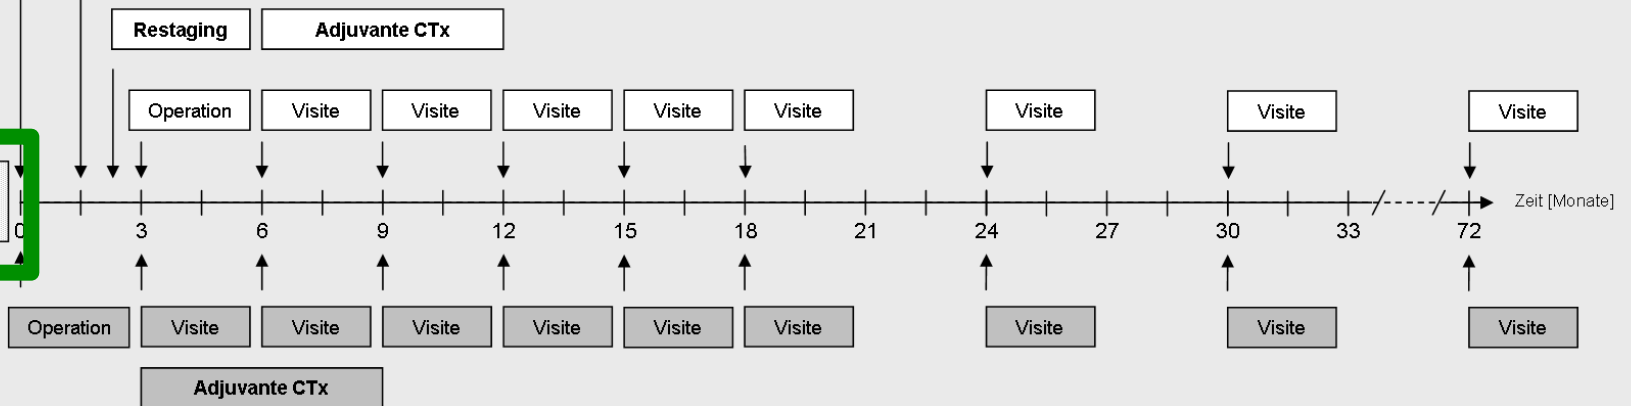 Restaging
Adjuvante CTx
Operation
Visite
Visite
Visite
Visite
Visite
Visite
Visite
Visite
Zeit [Monate]
0
3
6
9
12
15
18
21
24
27
30
33
72
Operation
Visite
Visite
Visite
Visite
Visite
Visite
Visite
Visite
Visite
Adjuvante CTx